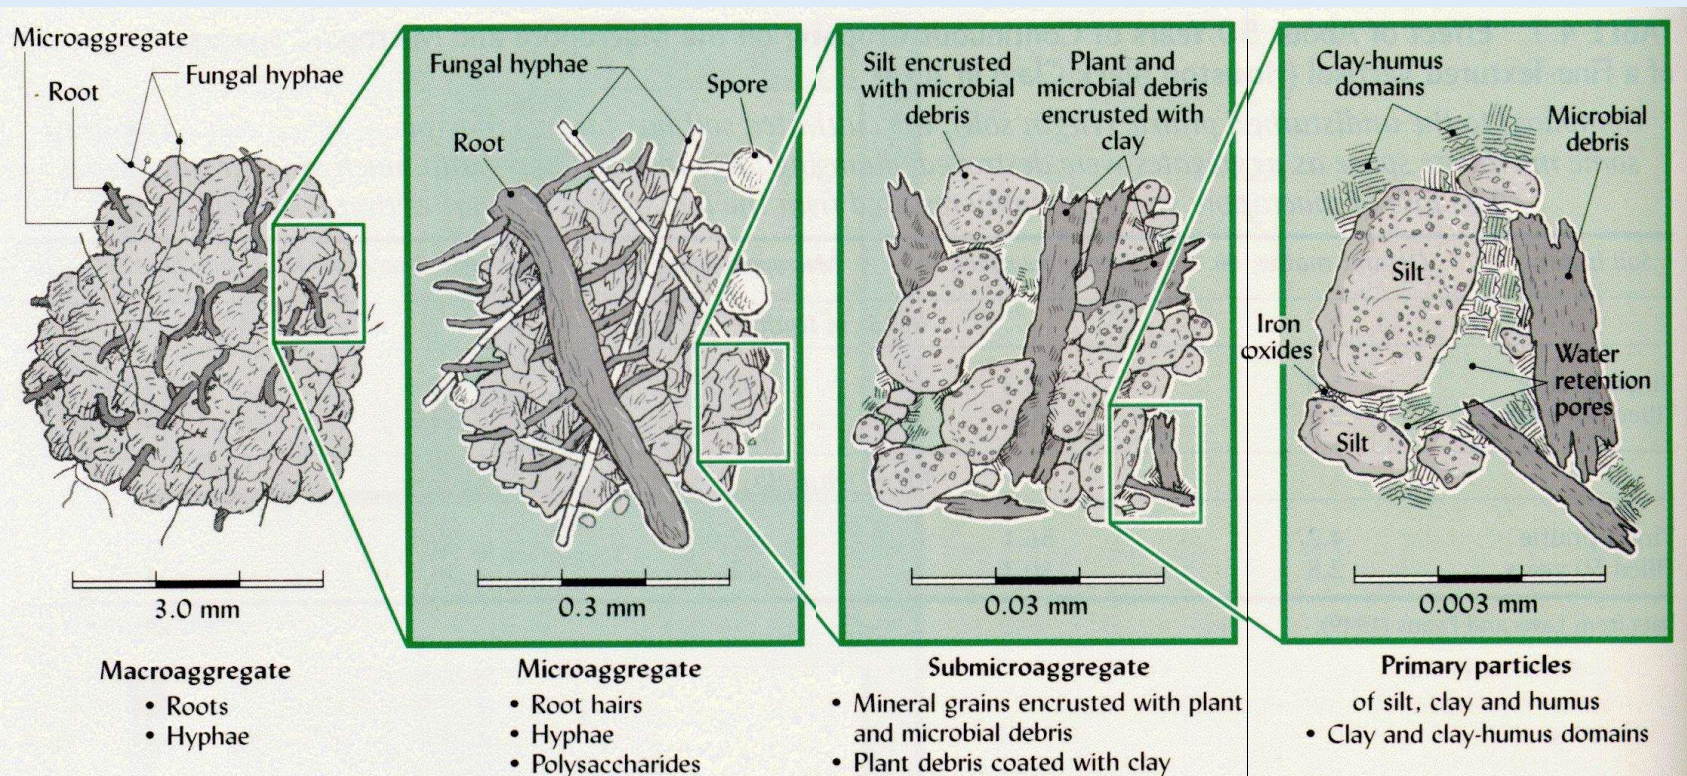 Microaggregate
Root
Fungal hyphae
3.0 mm
Macroaggregate
• Roots
• Hyphae
Fungal hyphae
Spore
Root
0.3 mm
Microaggregate
• Root hairs
• Hyphae
• Polysaccharides
Silt encrusted
with microbial
debris
Plant and
microbial debris
encrusted with
clay
0.03 mm
Submicroaggregate
• Mineral grains encrusted with plant
and microbial debris
• Plant debris coated with clay
Clay-humus
domains
Microbial
debris
Silt
Iron
oxides
Water
retention
pores
Silt
0.003 mm
Primary particles
of silt, clay and humus
• Clay and clay-humus domains